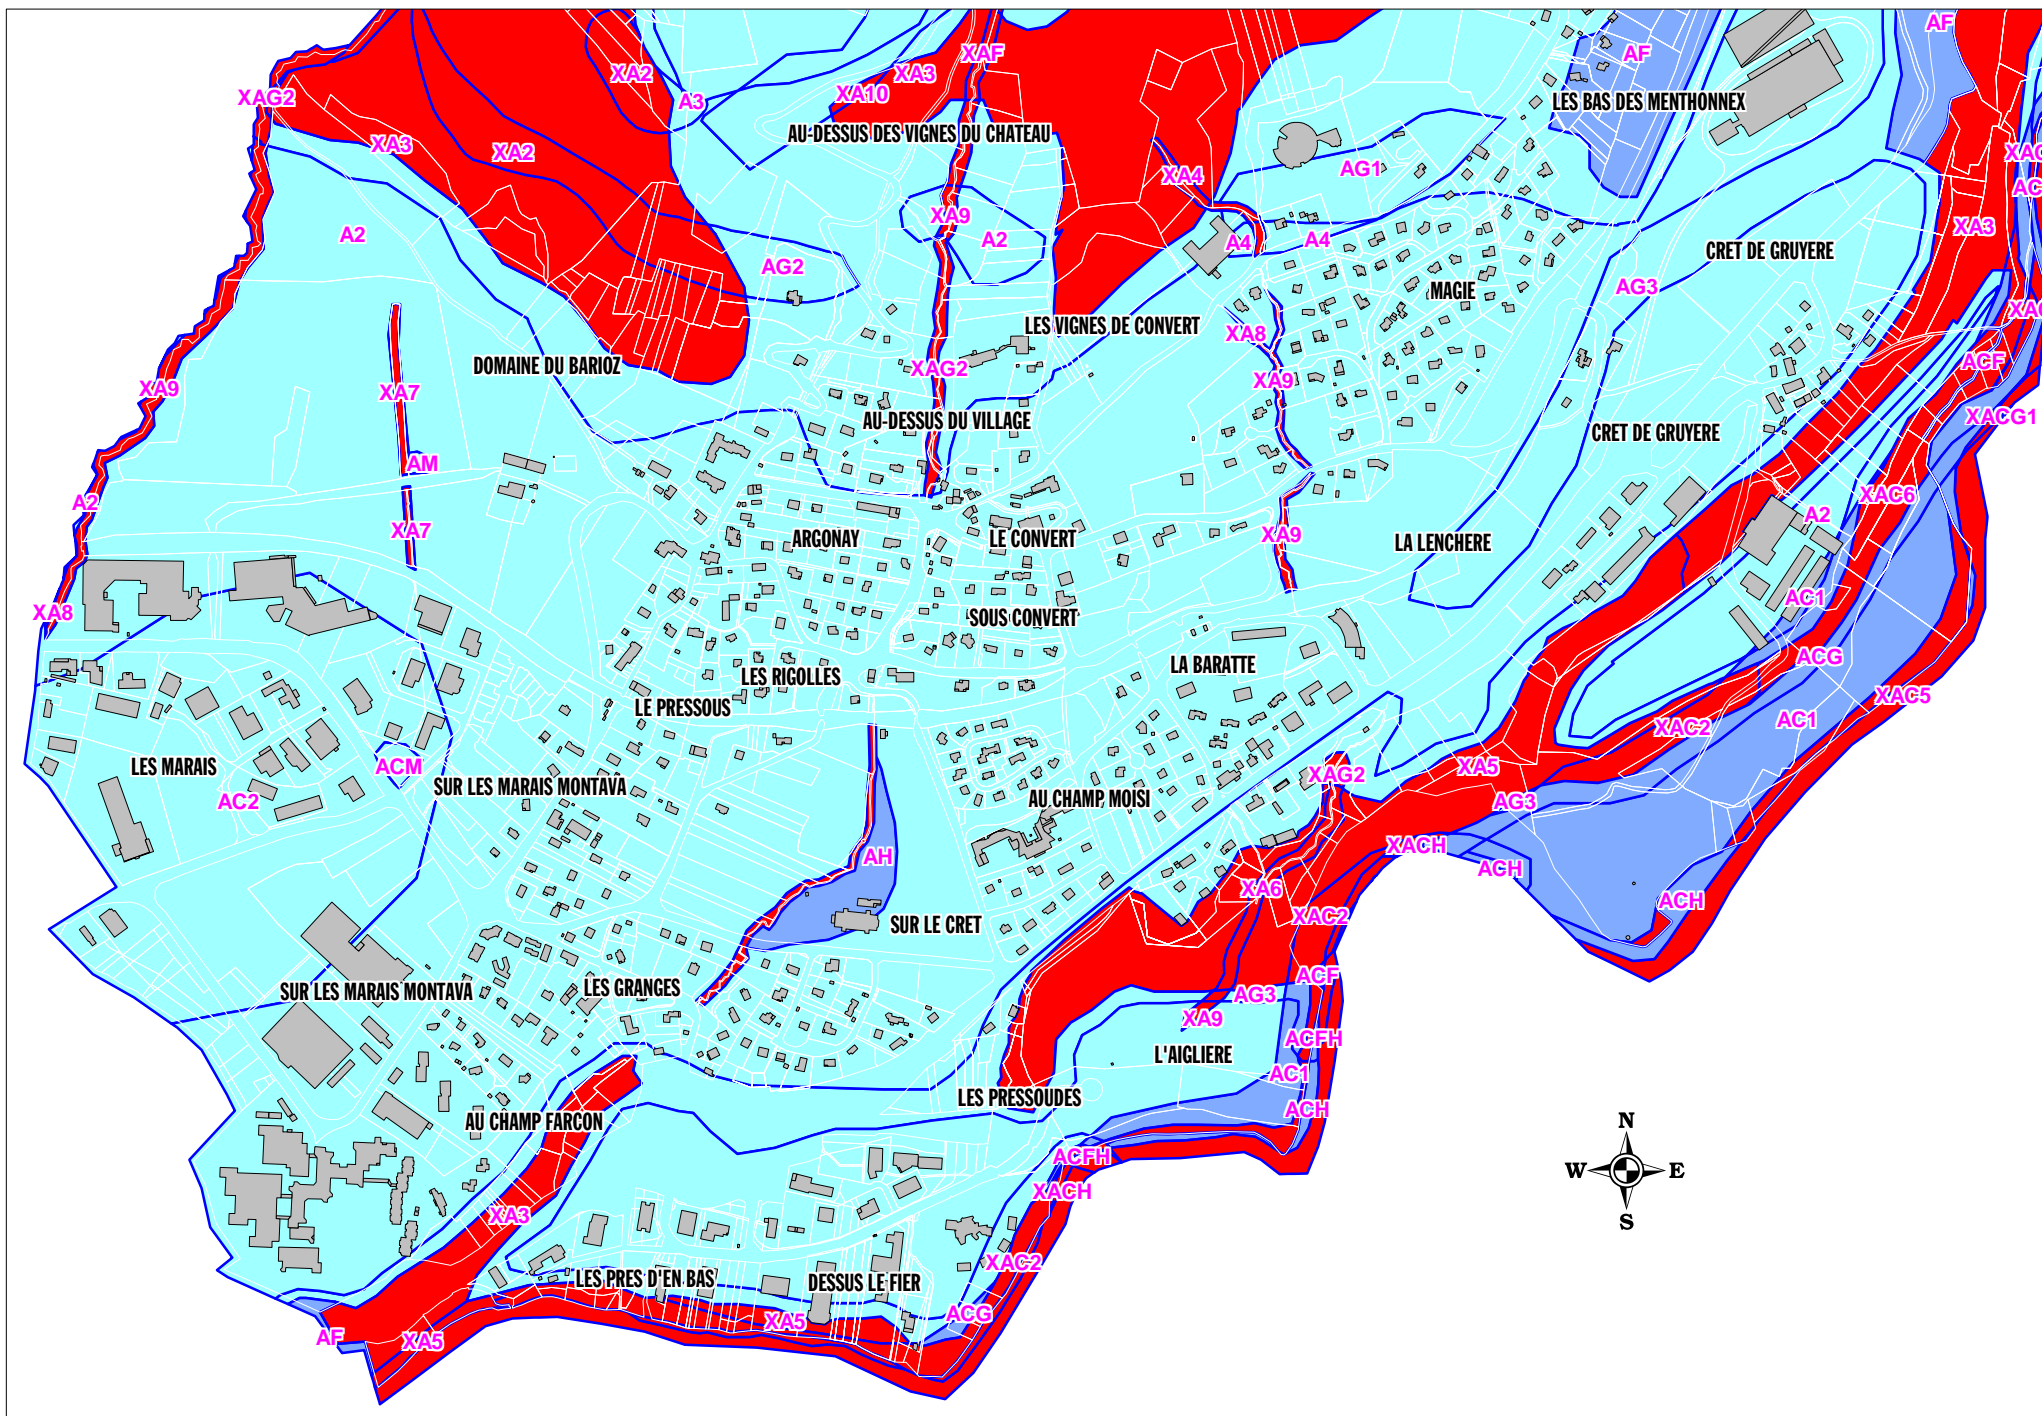 AF
AF
XAF
XA2
XA3
XA10
A3
XAG2
LES BAS DES MENTHONNEX
AU-DESSUS DES VIGNES DU CHATEAU
XA3
XA2
AG1
XA4
AC
XA9
A2
A2
A4
A4
XA3
CRET DE GRUYERE
AG2
AG3
MAGIE
LES VIGNES DE CONVERT
XA8
DOMAINE DU BARIOZ
XAG2
ACF
XA9
XA7
XA9
XACG1
AU-DESSUS DU VILLAGE
CRET DE GRUYERE
AM
XAC6
A2
A2
XA7
ARGONAY
LE CONVERT
XA9
LA LENCHERE
AC1
XA8
SOUS CONVERT
ACG
LA BARATTE
LES RIGOLLES
XAC5
LE PRESSOUS
AC1
XAC2
LES MARAIS
ACM
XA5
XAG2
SUR LES MARAIS MONTAVA
AC2
AU CHAMP MOISI
AG3
XACH
AH
ACH
XA6
ACH
XAC2
SUR LE CRET
ACF
SUR LES MARAIS MONTAVA
LES GRANGES
AG3
XA9
ACFH
L'AIGLIERE
AC1
LES PRESSOUDES
ACH
AU CHAMP FARCON
N
ACFH
W
E
XACH
S
XA3
XAC2
LES PRES D'EN BAS
DESSUS LE FIER
ACG
XA5
AF
XA5